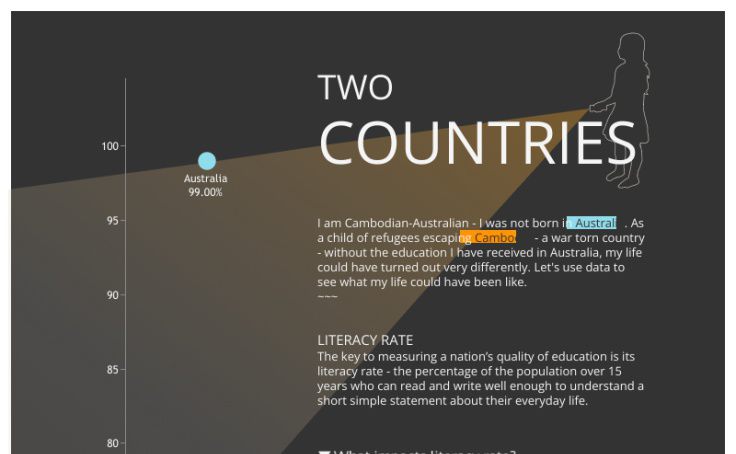 TWO
COUNTRIES
100
Australia
99.00%
95
90
85
80
I am Cambodian-Australian - I was not born in Austral . As
a child of refugees escaping Cambo - a war torn country
- without the education I have received in Australia, my life
could have turned out very differently. Let's use data to
see what my life could have been like.
~~~
LITERACY RATE
The key to measuring a nation's quality of education is its
literacy rate - the percentage of the population over 15
years who can read and write well enough to understand a
short simple statement about their everyday life.
▼ What impacts literacy rate?